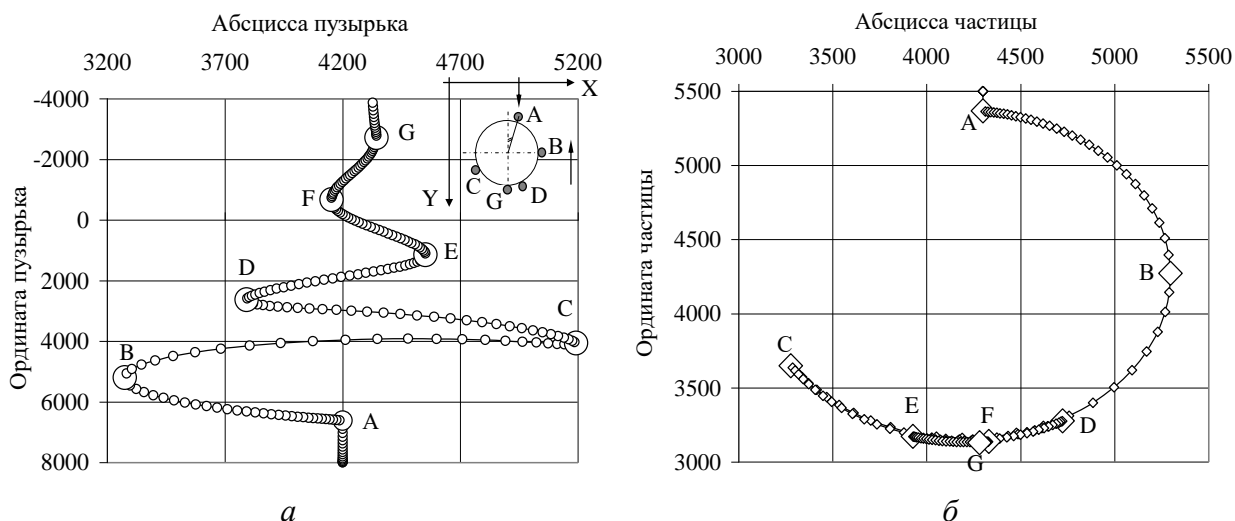 Абсцисса пузырька
3200 3700 4200 4700 5200
Ордината пузырька
-4000
-2000
0
2000
4000
6000
8000
G
F
E
D
C
B
A
X
Y
A
B
C
D
G
а
Абсцисса частицы
3000 3500 4000 4500 5000 5500
Ордината частицы
5500
5000
4500
4000
3500
3000
A
B
C
E
F
D
G
б